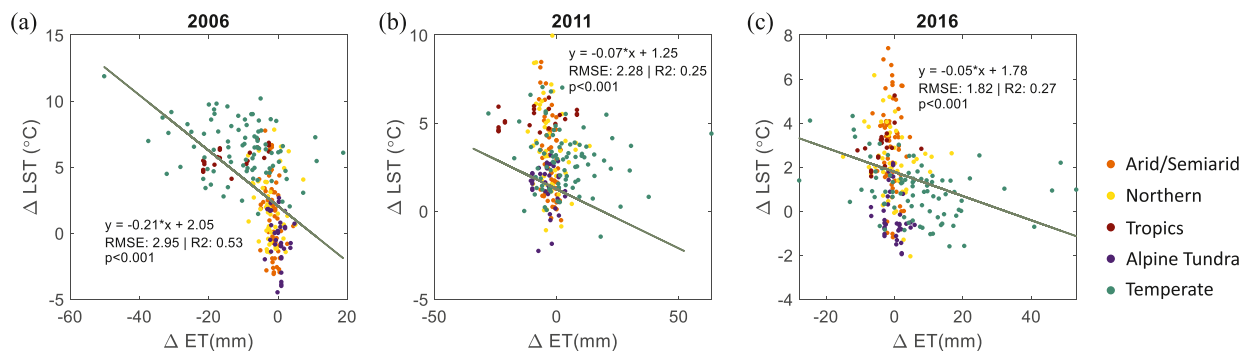 (a)
2006
15
10
5
0
-5
-60
-40
-20
0
20
Δ LST (°C)
Δ ET(mm)
y = -0.21*x + 2.05
RMSE: 2.95 | R2: 0.53
p<0.001
(b)
2011
10
5
0
-5
-50
0
50
Δ LST (°C)
Δ ET(mm)
y = -0.07*x + 1.25
RMSE: 2.28 | R2: 0.25
p<0.001
(c)
2016
8
6
4
2
0
-2
-4
-20
0
20
40
Δ LST (°C)
Δ ET(mm)
y = -0.05*x + 1.78
RMSE: 1.82 | R2: 0.27
p<0.001
Arid/Semiarid
Northern
Tropics
Alpine Tundra
Temperate